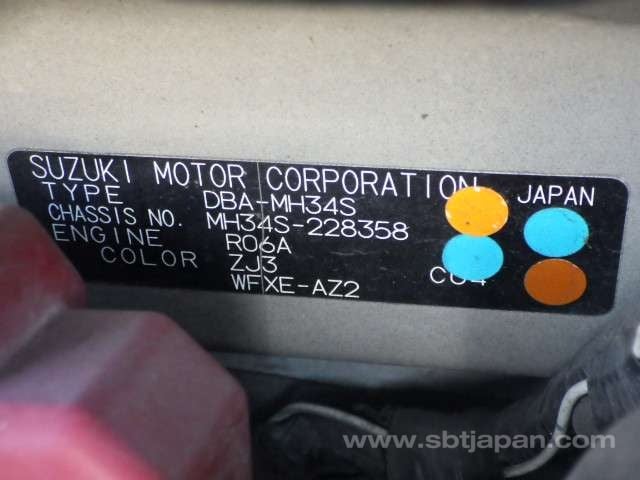 SUZUKI MOTOR CORPORATION JAPAN
TYPE DBA-MH34S
CHASSIS NO. MH34S-228358
ENGINE R06A
COLOR ZJ3
WFXE-AZ2
www.sbtjapan.com